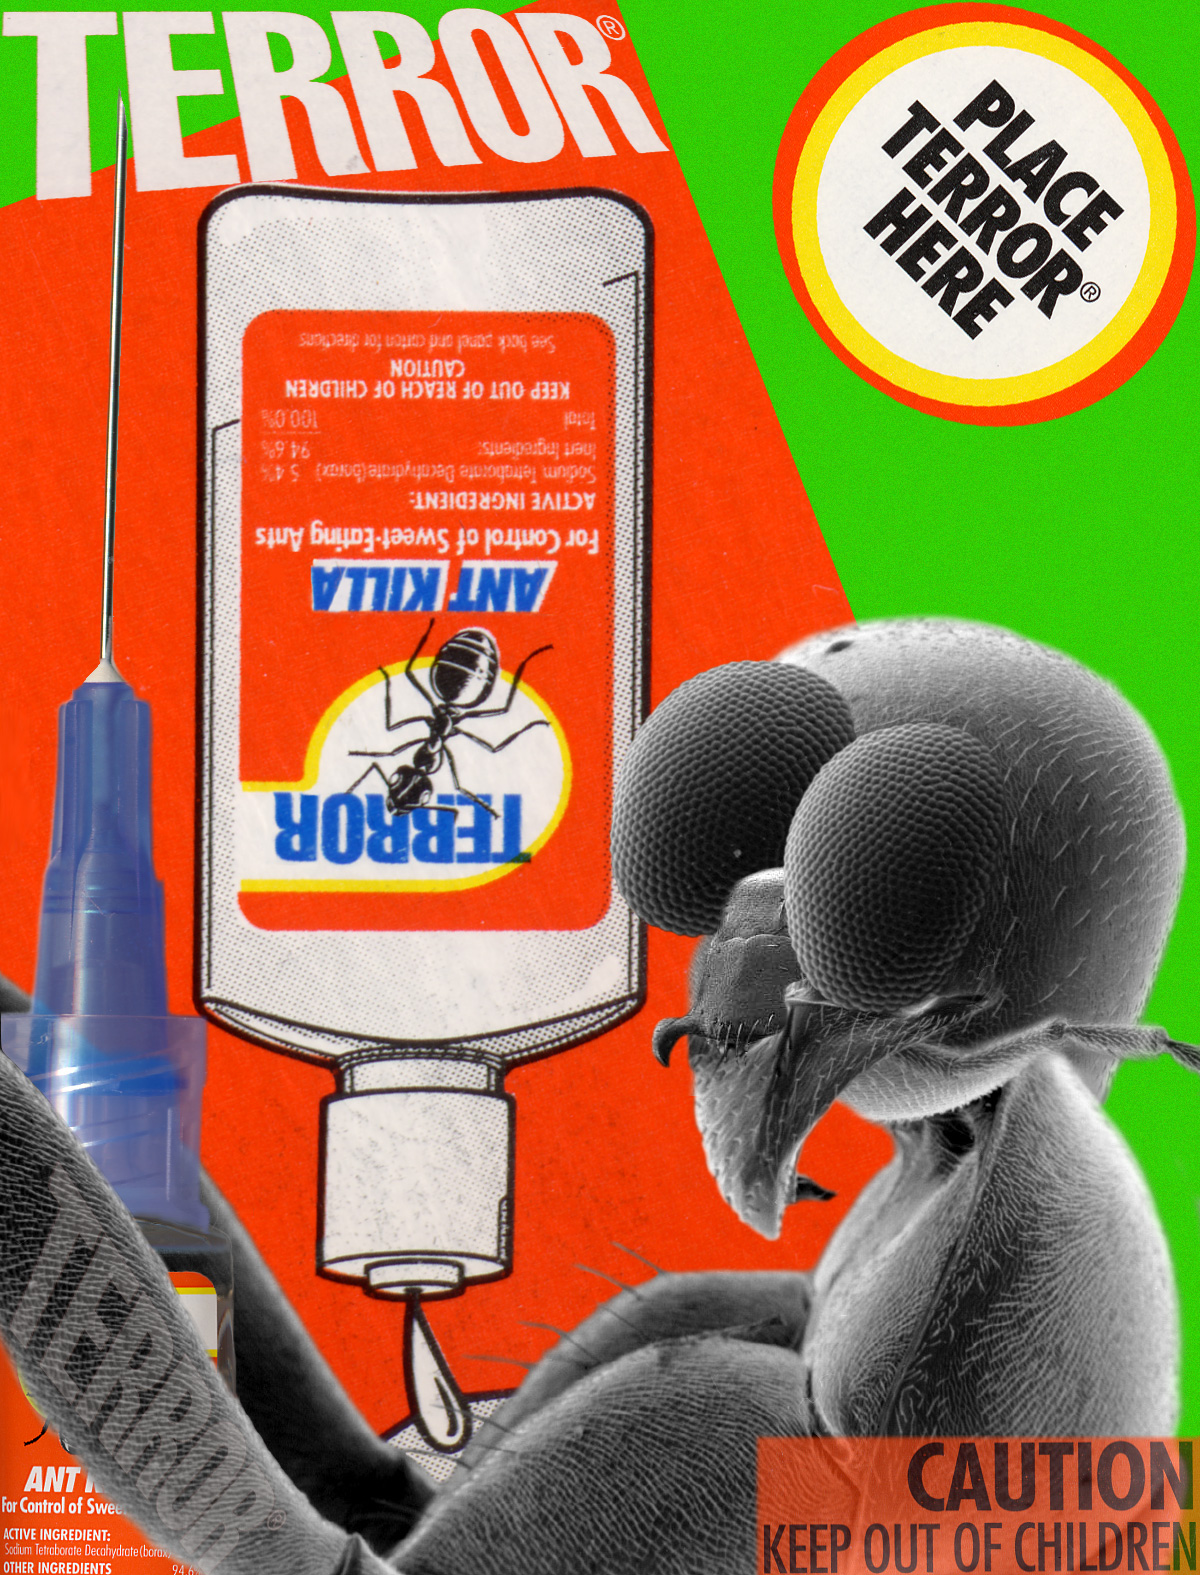 TERROR®
PLACE
TERROR®
HERE
See back panel and carton for directions
CAUTION
KEEP OUT OF REACH OF CHILDREN
Total 100.0%
Inert Ingredients: 94.6%
Sodium Tetraborate Decahydrate (borax) 5.4%
ACTIVE INGREDIENT:
For Control of Sweet-Eating Ants
ANT KILLA
TERROR
TERROR®
ANT
For Control of Swee
ACTIVE INGREDIENT:
Sodium Tetraborate Decahydrate (borax)
OTHER INGREDIENTS 94.6
CAUTION
KEEP OUT OF CHILDREN